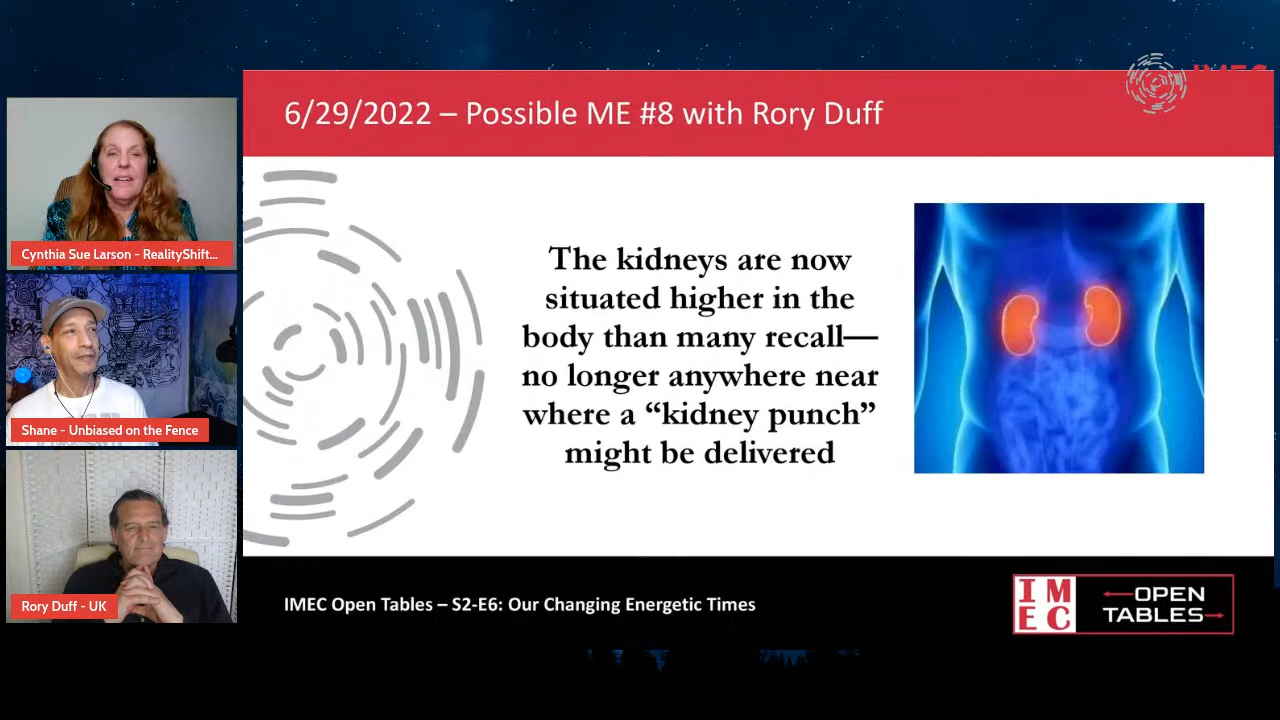 6/29/2022 – Possible ME #8 with Rory Duff
IMEC
The kidneys are now
situated higher in the
body than many recall—
no longer anywhere near
where a “kidney punch”
might be delivered
Cynthia Sue Larson - RealityShift...
Shane - Unbiased on the Fence
Rory Duff - UK
IMEC Open Tables – S2-E6: Our Changing Energetic Times
IM
EC
OPEN
TABLES